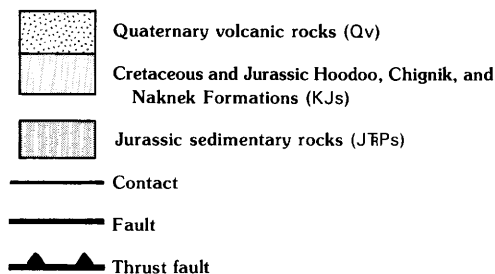 Quaternary volcanic rocks (Qv)
Cretaceous and Jurassic Hoodoo, Chignik, and
Naknek Formations (KJs)
Jurassic sedimentary rocks (JƮPs)
Contact
Fault
Thrust fault